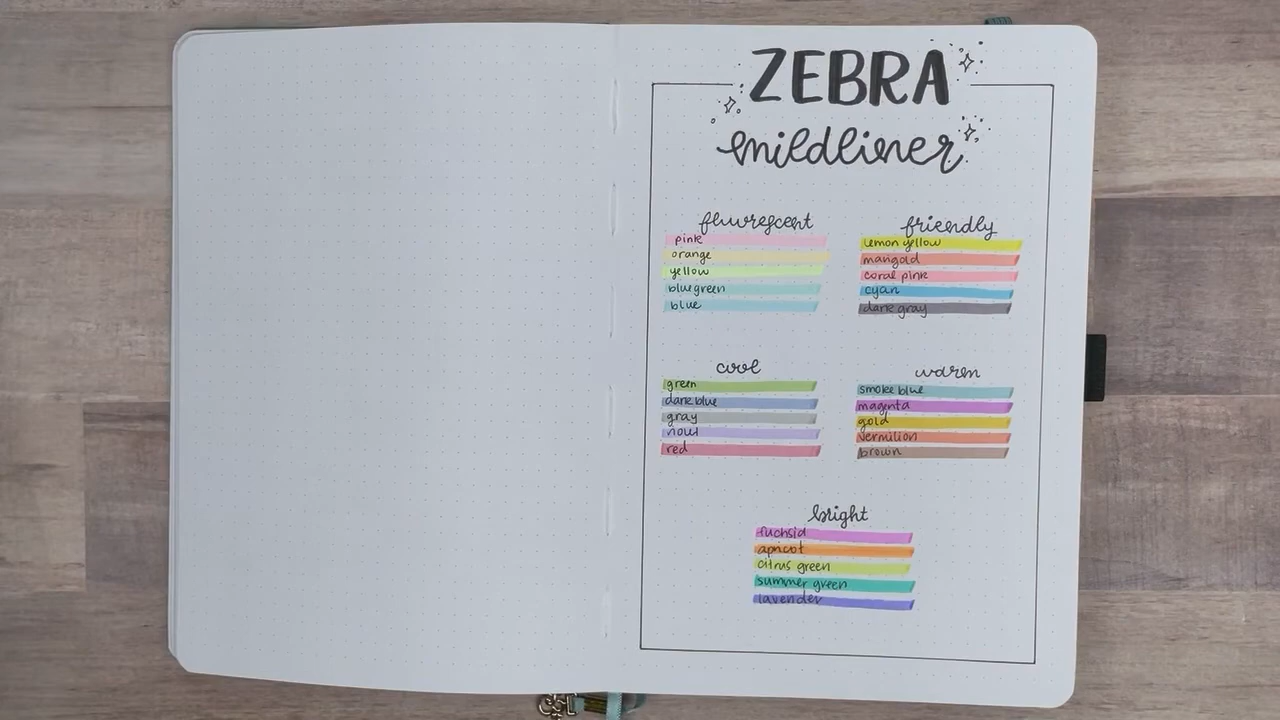 ZEBRA
mildliner
fluorescent
pink
orange
yellow
bluegreen
blue
friendly
lemon yellow
marigold
coral pink
cyan
dark gray
cool
green
dark blue
gray
red
warm
smoke blue
magenta
gold
vermilion
brown
bright
fuchsia
apricot
citrus green
summer green
lavender